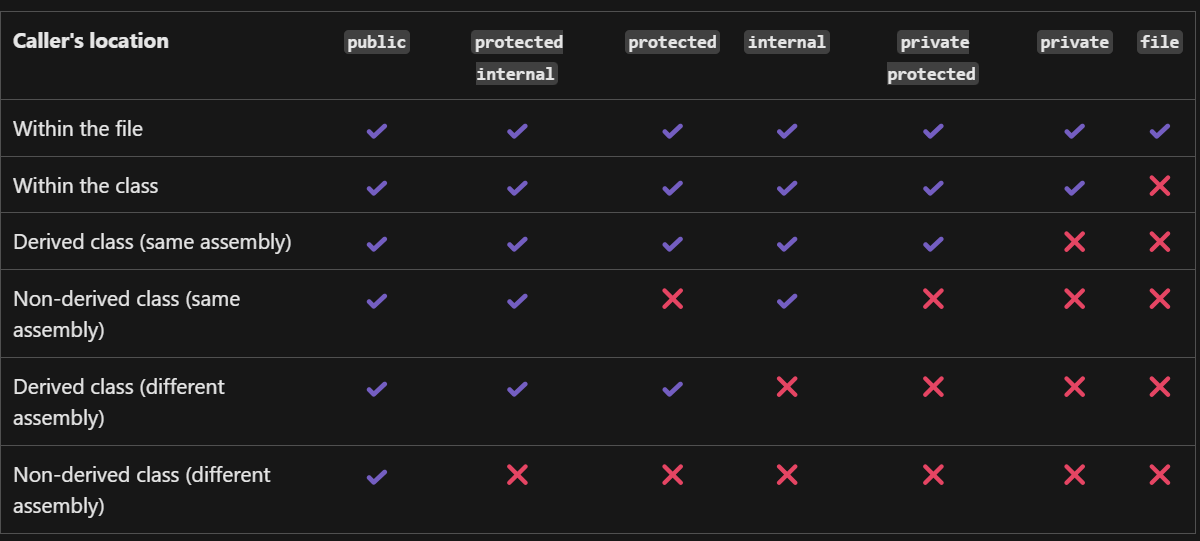 Caller's location public protected internal protected internal private protected private file
Within the file ✓ ✓ ✓ ✓ ✓ ✓ ✓
Within the class ✓ ✓ ✓ ✓ ✓ ✓ ✗
Derived class (same assembly) ✓ ✓ ✓ ✓ ✓ ✗ ✗
Non-derived class (same
assembly) ✓ ✓ ✗ ✓ ✗ ✗ ✗
Derived class (different
assembly) ✓ ✓ ✓ ✗ ✗ ✗ ✗
Non-derived class (different
assembly) ✓ ✗ ✗ ✗ ✗ ✗ ✗